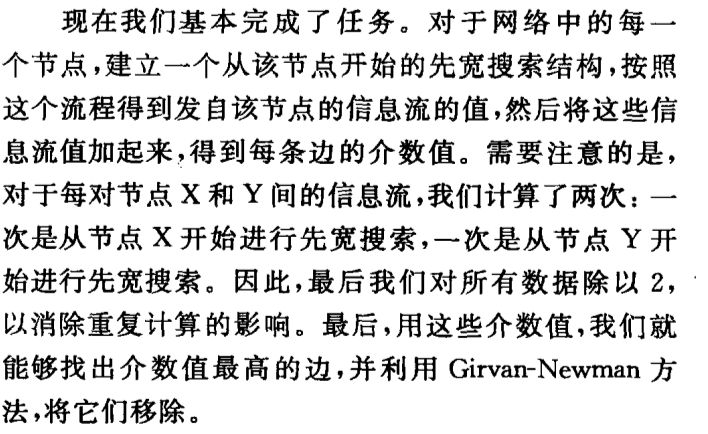 现在我们基本完成了任务。对于网络中的每一
个节点,建立一个从该节点开始的先宽搜索结构,按照
这个流程得到发自该节点的信息流的值,然后将这些信
息流值加起来,得到每条边的介数值。需要注意的是,
对于每对节点 X 和 Y 间的信息流,我们计算了两次：一
次是从节点 X 开始进行先宽搜索,一次是从节点 Y 开
始进行先宽搜索。因此,最后我们对所有数据除以 2,
以消除重复计算的影响。最后,用这些介数值,我们就
能够找出介数值最高的边,并利用 Girvan-Newman 方
法,将它们移除。